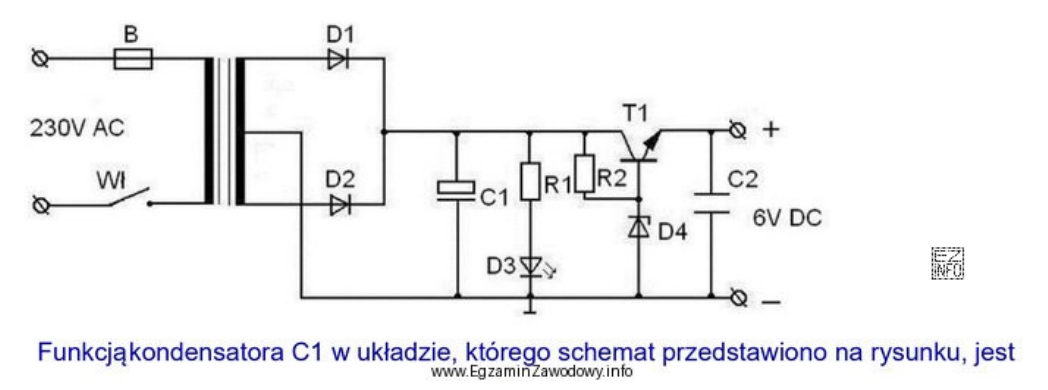 B
D1
230V AC
T1
+
Wł
D2
C1
R1
R2
C2
6V DC
D3
D4
EZ
INFO
—
Funkcjąkondensatora C1 w układzie, którego schemat przedstawiono na rysunku, jest
www.EgzaminZawodowy.info